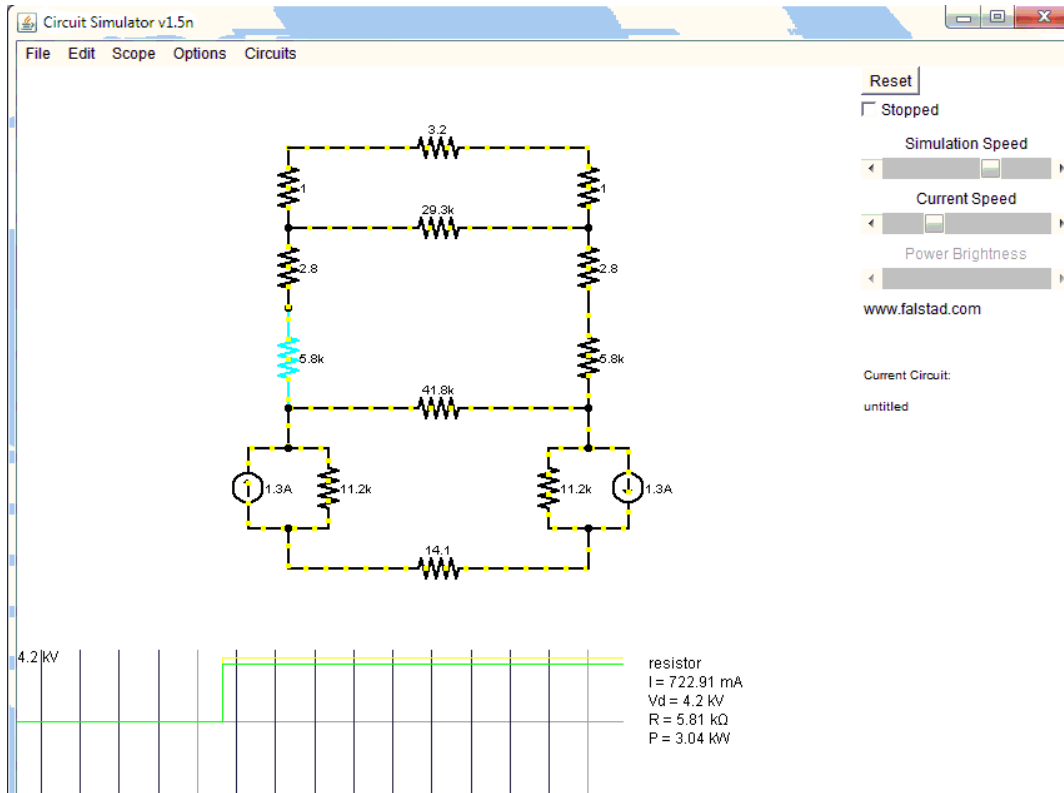 Circuit Simulator v1.5n
File Edit Scope Options Circuits
Reset
Stopped
Simulation Speed
Current Speed
Power Brightness
www.falstad.com
Current Circuit:
untitled
3.2
1
1
29.3k
2.8
2.8
5.8k
5.8k
41.8k
1.3A
11.2k
11.2k
1.3A
14.1
4.2 kV
resistor
I = 722.91 mA
Vd = 4.2 kV
R = 5.81 kΩ
P = 3.04 kW